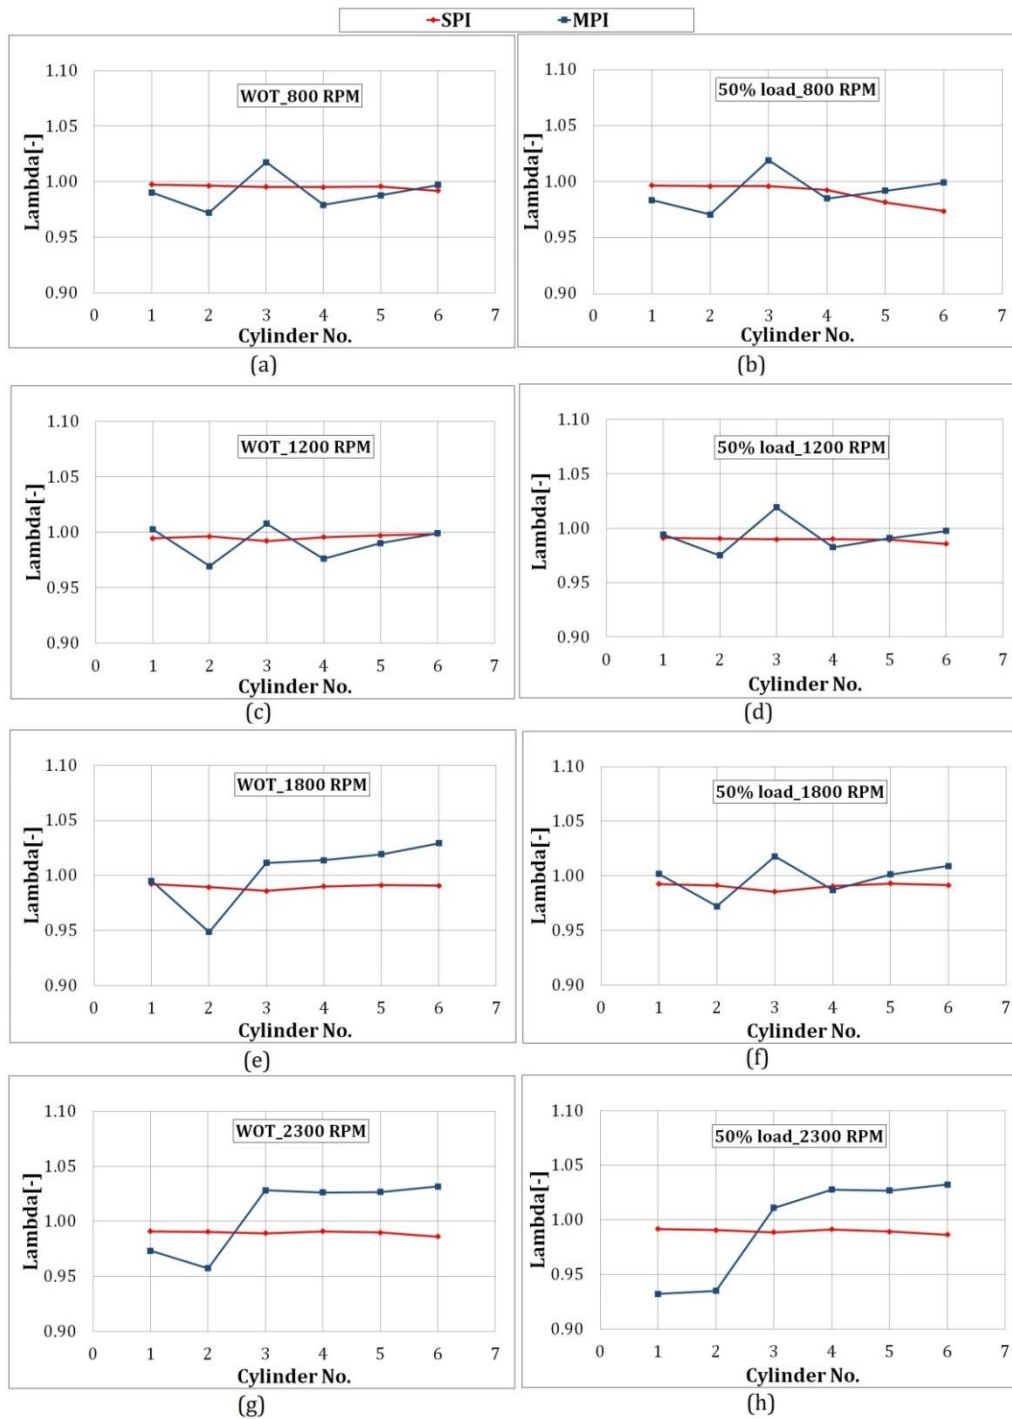 SPI MPI
WOT_800 RPM
Lambda[-]
1.10
1.05
1.00
0.95
0.90
0 1 2 3 4 5 6 7
Cylinder No.
(a)
50% load_800 RPM
Lambda[-]
1.10
1.05
1.00
0.95
0.90
0 1 2 3 4 5 6 7
Cylinder No.
(b)
WOT_1200 RPM
Lambda[-]
1.10
1.05
1.00
0.95
0.90
0 1 2 3 4 5 6 7
Cylinder No.
(c)
50% load_1200 RPM
Lambda[-]
1.10
1.05
1.00
0.95
0.90
0 1 2 3 4 5 6 7
Cylinder No.
(d)
WOT_1800 RPM
Lambda[-]
1.10
1.05
1.00
0.95
0.90
0 1 2 3 4 5 6 7
Cylinder No.
(e)
50% load_1800 RPM
Lambda[-]
1.10
1.05
1.00
0.95
0.90
0 1 2 3 4 5 6 7
Cylinder No.
(f)
WOT_2300 RPM
Lambda[-]
1.10
1.05
1.00
0.95
0.90
0 1 2 3 4 5 6 7
Cylinder No.
(g)
50% load_2300 RPM
Lambda[-]
1.10
1.05
1.00
0.95
0.90
0 1 2 3 4 5 6 7
Cylinder No.
(h)